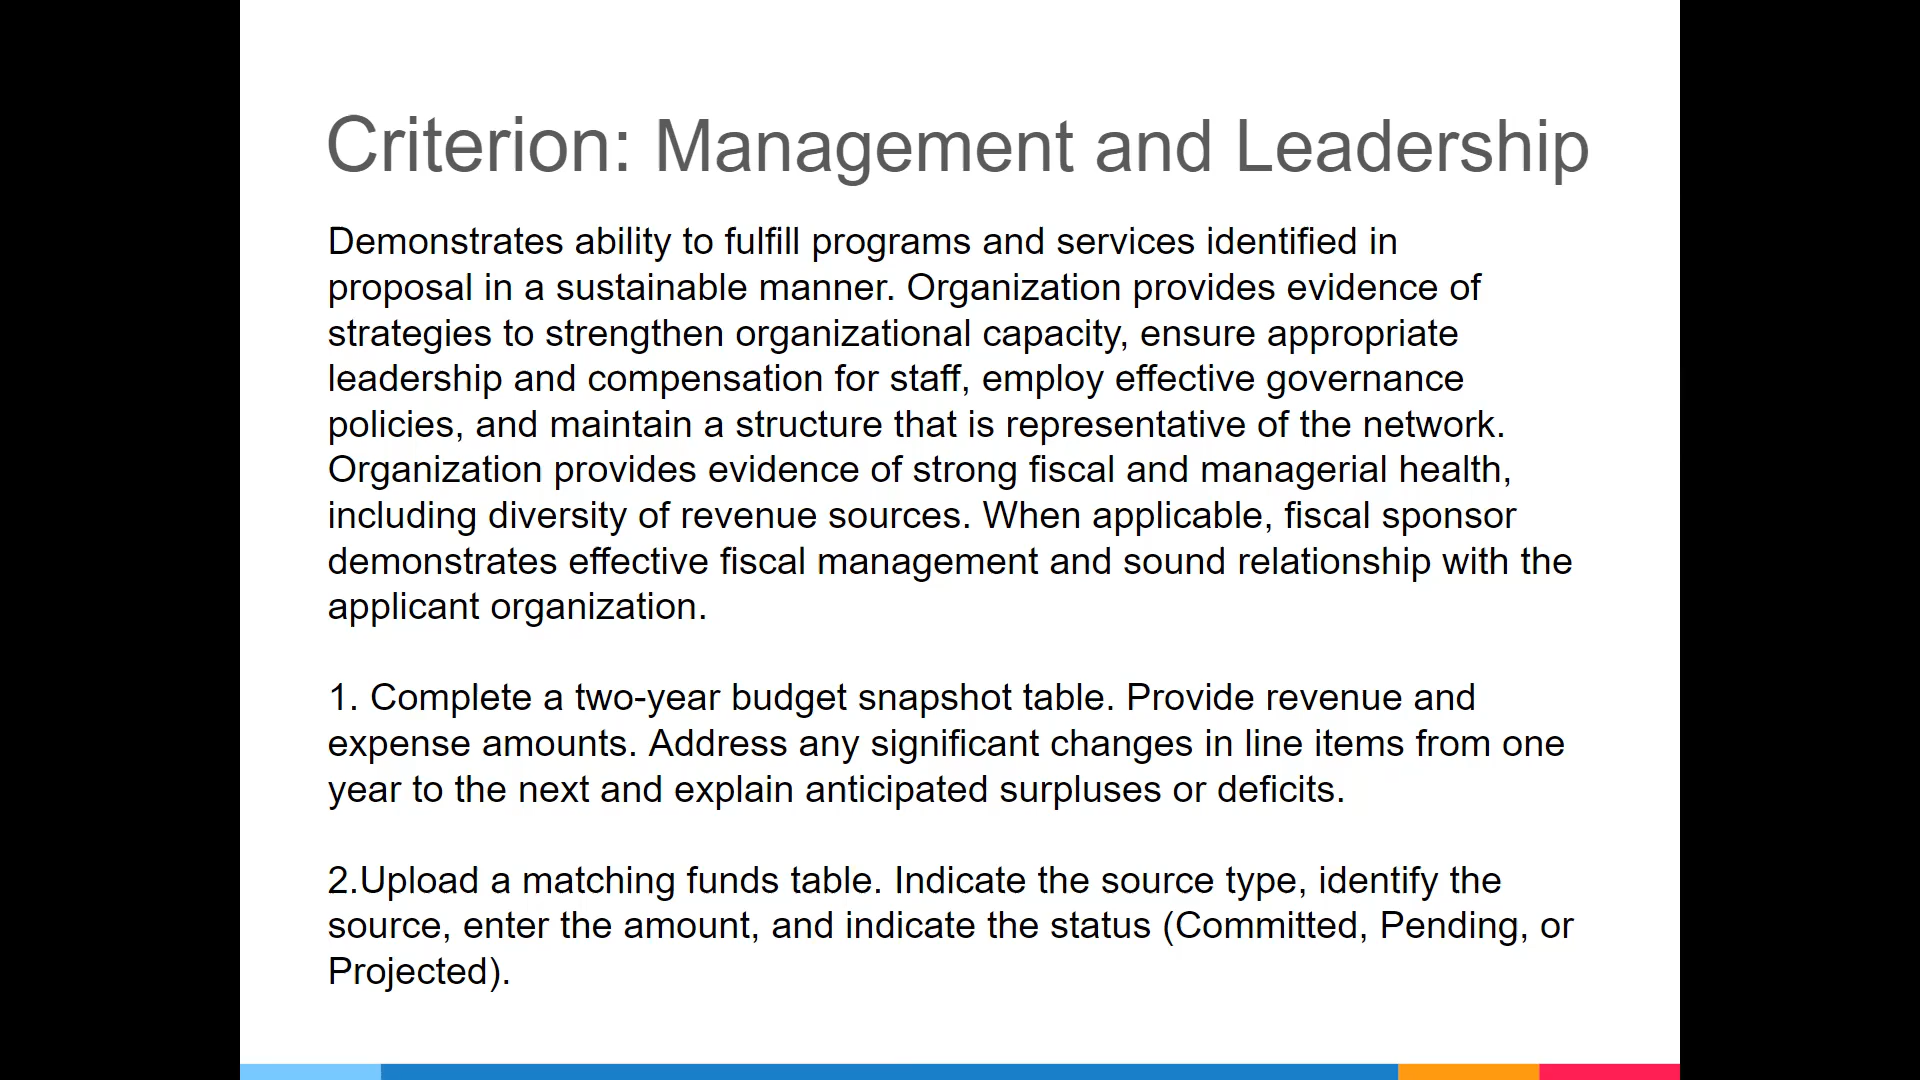 Criterion: Management and Leadership
Demonstrates ability to fulfill programs and services identified in
proposal in a sustainable manner. Organization provides evidence of
strategies to strengthen organizational capacity, ensure appropriate
leadership and compensation for staff, employ effective governance
policies, and maintain a structure that is representative of the network.
Organization provides evidence of strong fiscal and managerial health,
including diversity of revenue sources. When applicable, fiscal sponsor
demonstrates effective fiscal management and sound relationship with the
applicant organization.
1. Complete a two-year budget snapshot table. Provide revenue and
expense amounts. Address any significant changes in line items from one
year to the next and explain anticipated surpluses or deficits.
2.Upload a matching funds table. Indicate the source type, identify the
source, enter the amount, and indicate the status (Committed, Pending, or
Projected).